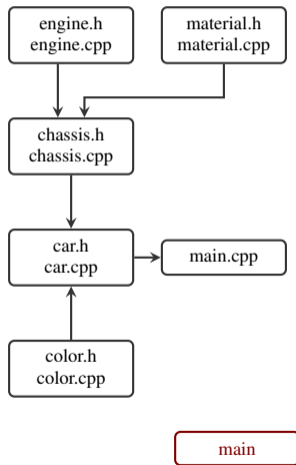 engine.h
engine.cpp
material.h
material.cpp
chassis.h
chassis.cpp
car.h
car.cpp
main.cpp
color.h
color.cpp
main